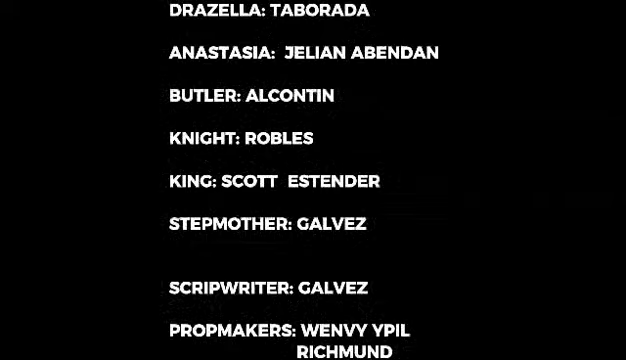 DRAZELLA: TABORADA
ANASTASIA: JELIAN ABENDAN
BUTLER: ALCONTIN
KNIGHT: ROBLES
KING: SCOTT ESTENDER
STEPMOTHER: GALVEZ
SCRIPWRITER: GALVEZ
PROPMAKERS: WENVY YPIL
RICHMUND